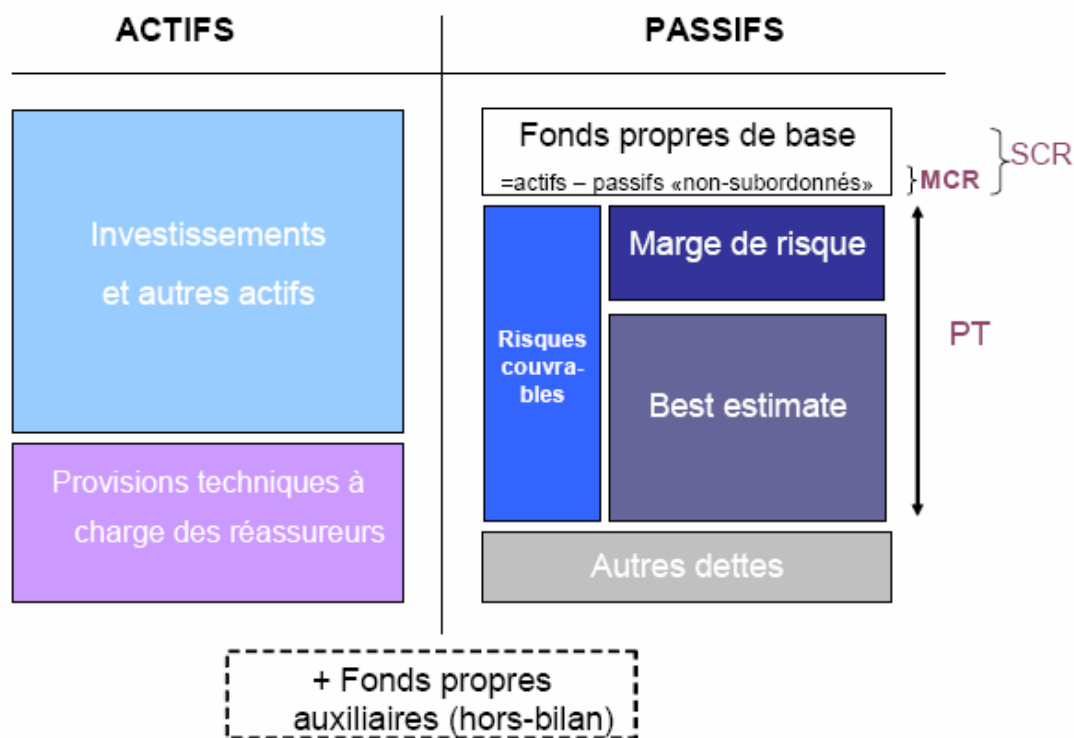 ACTIFS
PASSIFS
Investissements
et autres actifs
Provisions techniques à
charge des réassureurs
Fonds propres de base
=actifs – passifs «non-subordonnés»
MCR
SCR
Risques
couvra-
bles
Marge de risque
Best estimate
PT
Autres dettes
+ Fonds propres
auxiliaires (hors-bilan)